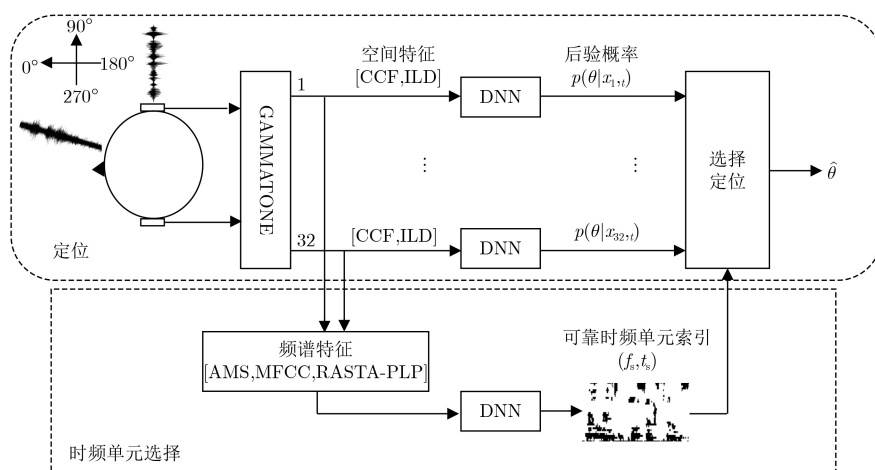 90°
0°
180°
270°
GAMMATONE
1
32
空间特征
[CCF,ILD]
DNN
后验概率
p(θ|x₁,ₜ)
⋮
⋮
[CCF,ILD]
DNN
p(θ|x₃₂,ₜ)
选择
定位
θ̂
定位
频谱特征
[AMS,MFCC,RASTA-PLP]
DNN
可靠时频单元索引
(fₛ,tₛ)
时频单元选择